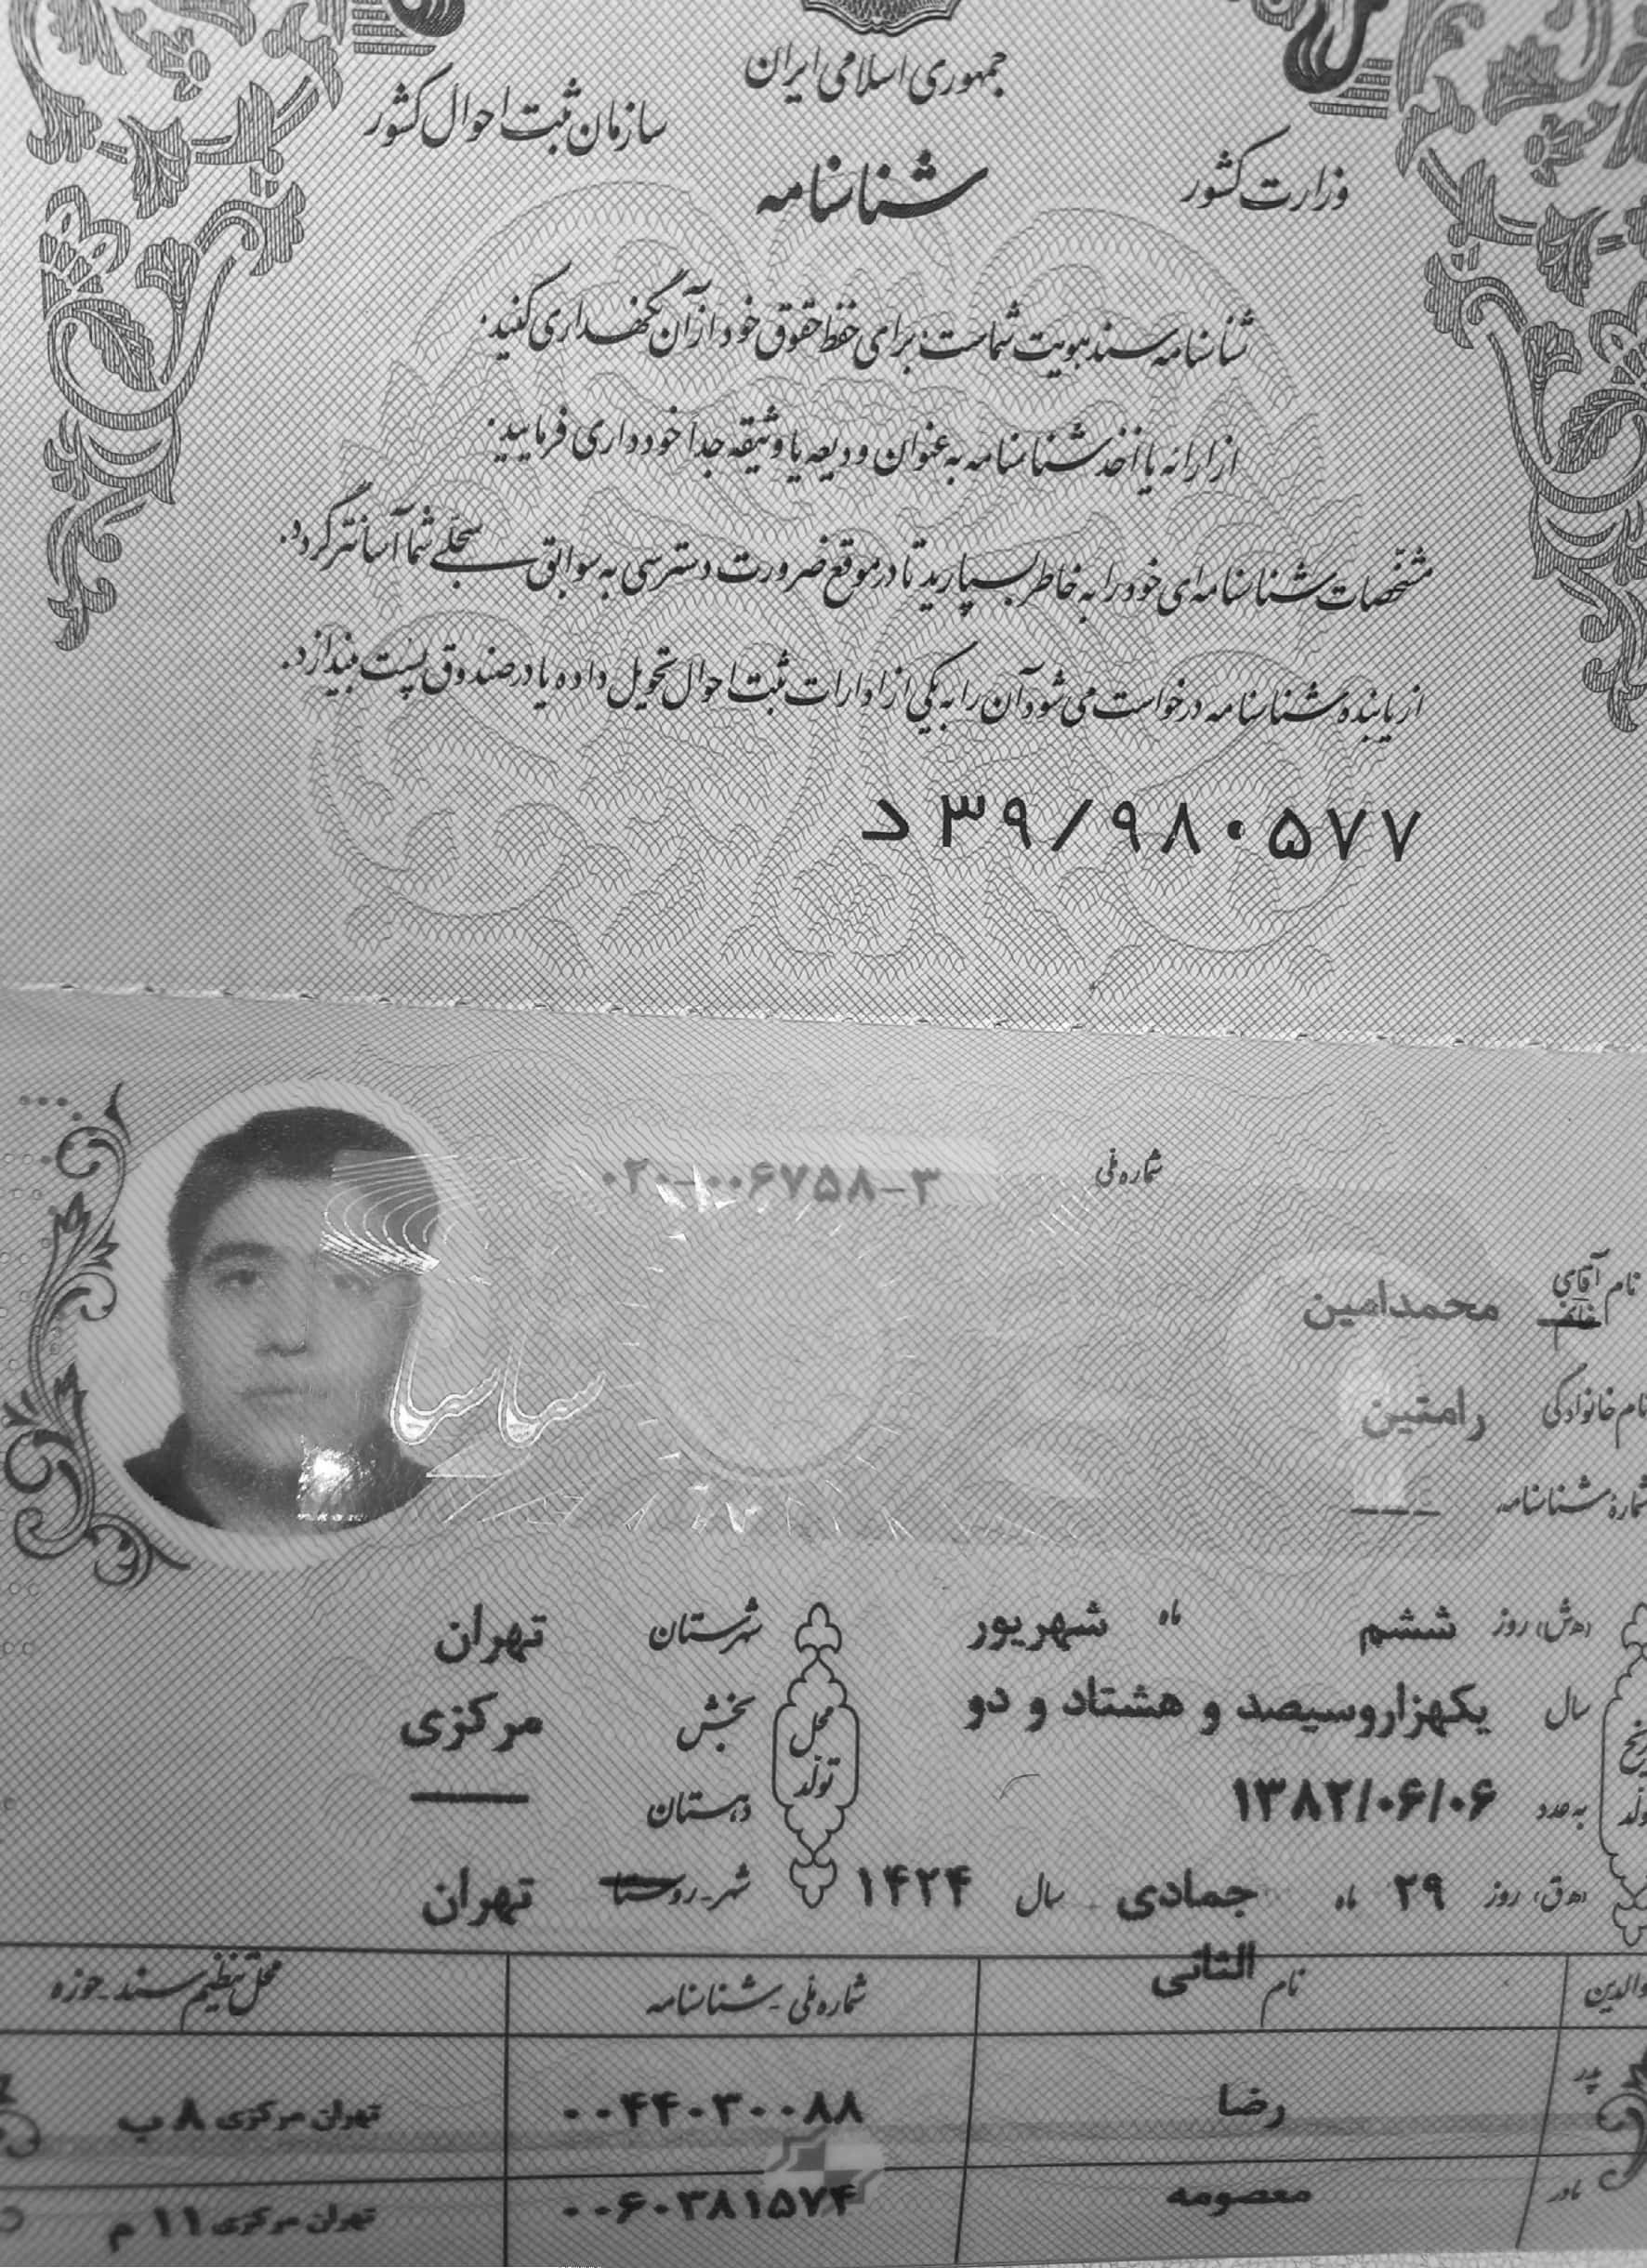 جمهوری اسلامی ایران
وزارت کشور
سازمان ثبت احوال کشور
شناسنامه
شناسنامه سند هویت شماست؛ برای حفظ حقوق خود از آن نگهداری کنید.
از ارائه یا اخذ شناسنامه به عنوان ودیعه یا وثیقه جداً خودداری فرمایید.
مشخصات شناسنامه‌ای خود را به خاطر بسپارید تا در موقع ضرورت دسترسی به سوابق سجلی شما آسانتر گردد.
از یابنده شناسنامه درخواست می‌شود آن را به یکی از ادارات ثبت احوال تحویل داده یا در صندوق پست بیندازد.
د۳۹/۹۸۰۵۷۷
شماره ملی ۰۲۰-۰۰۶۷۵۸-۳
نام آقای خانم محمدامین
نام خانوادگی رامتین
شمارهٔ شناسنامه ---
(ه‍.ش) روز ششم ماه شهریور شهرستان تهران
سال یکهزاروسیصد و هشتاد و دو بخش مرکزی
محل تولد
به عدد ۱۳۸۲/۰۶/۰۶ دهستان ---
(ه‍.ق) روز ۲۹ ماه جمادی الثانی سال ۱۴۲۴ شهر-روستا تهران
والدین نام شماره ملی-شناسنامه محل تنظیم سند-حوزه
پدر رضا ۰۰۴۴۰۳۰۰۸۸ تهران مرکزی ۸ ب
مادر معصومه ۰۰۶۰۳۸۱۵۷۴ تهران مرکزی ۱۱ م